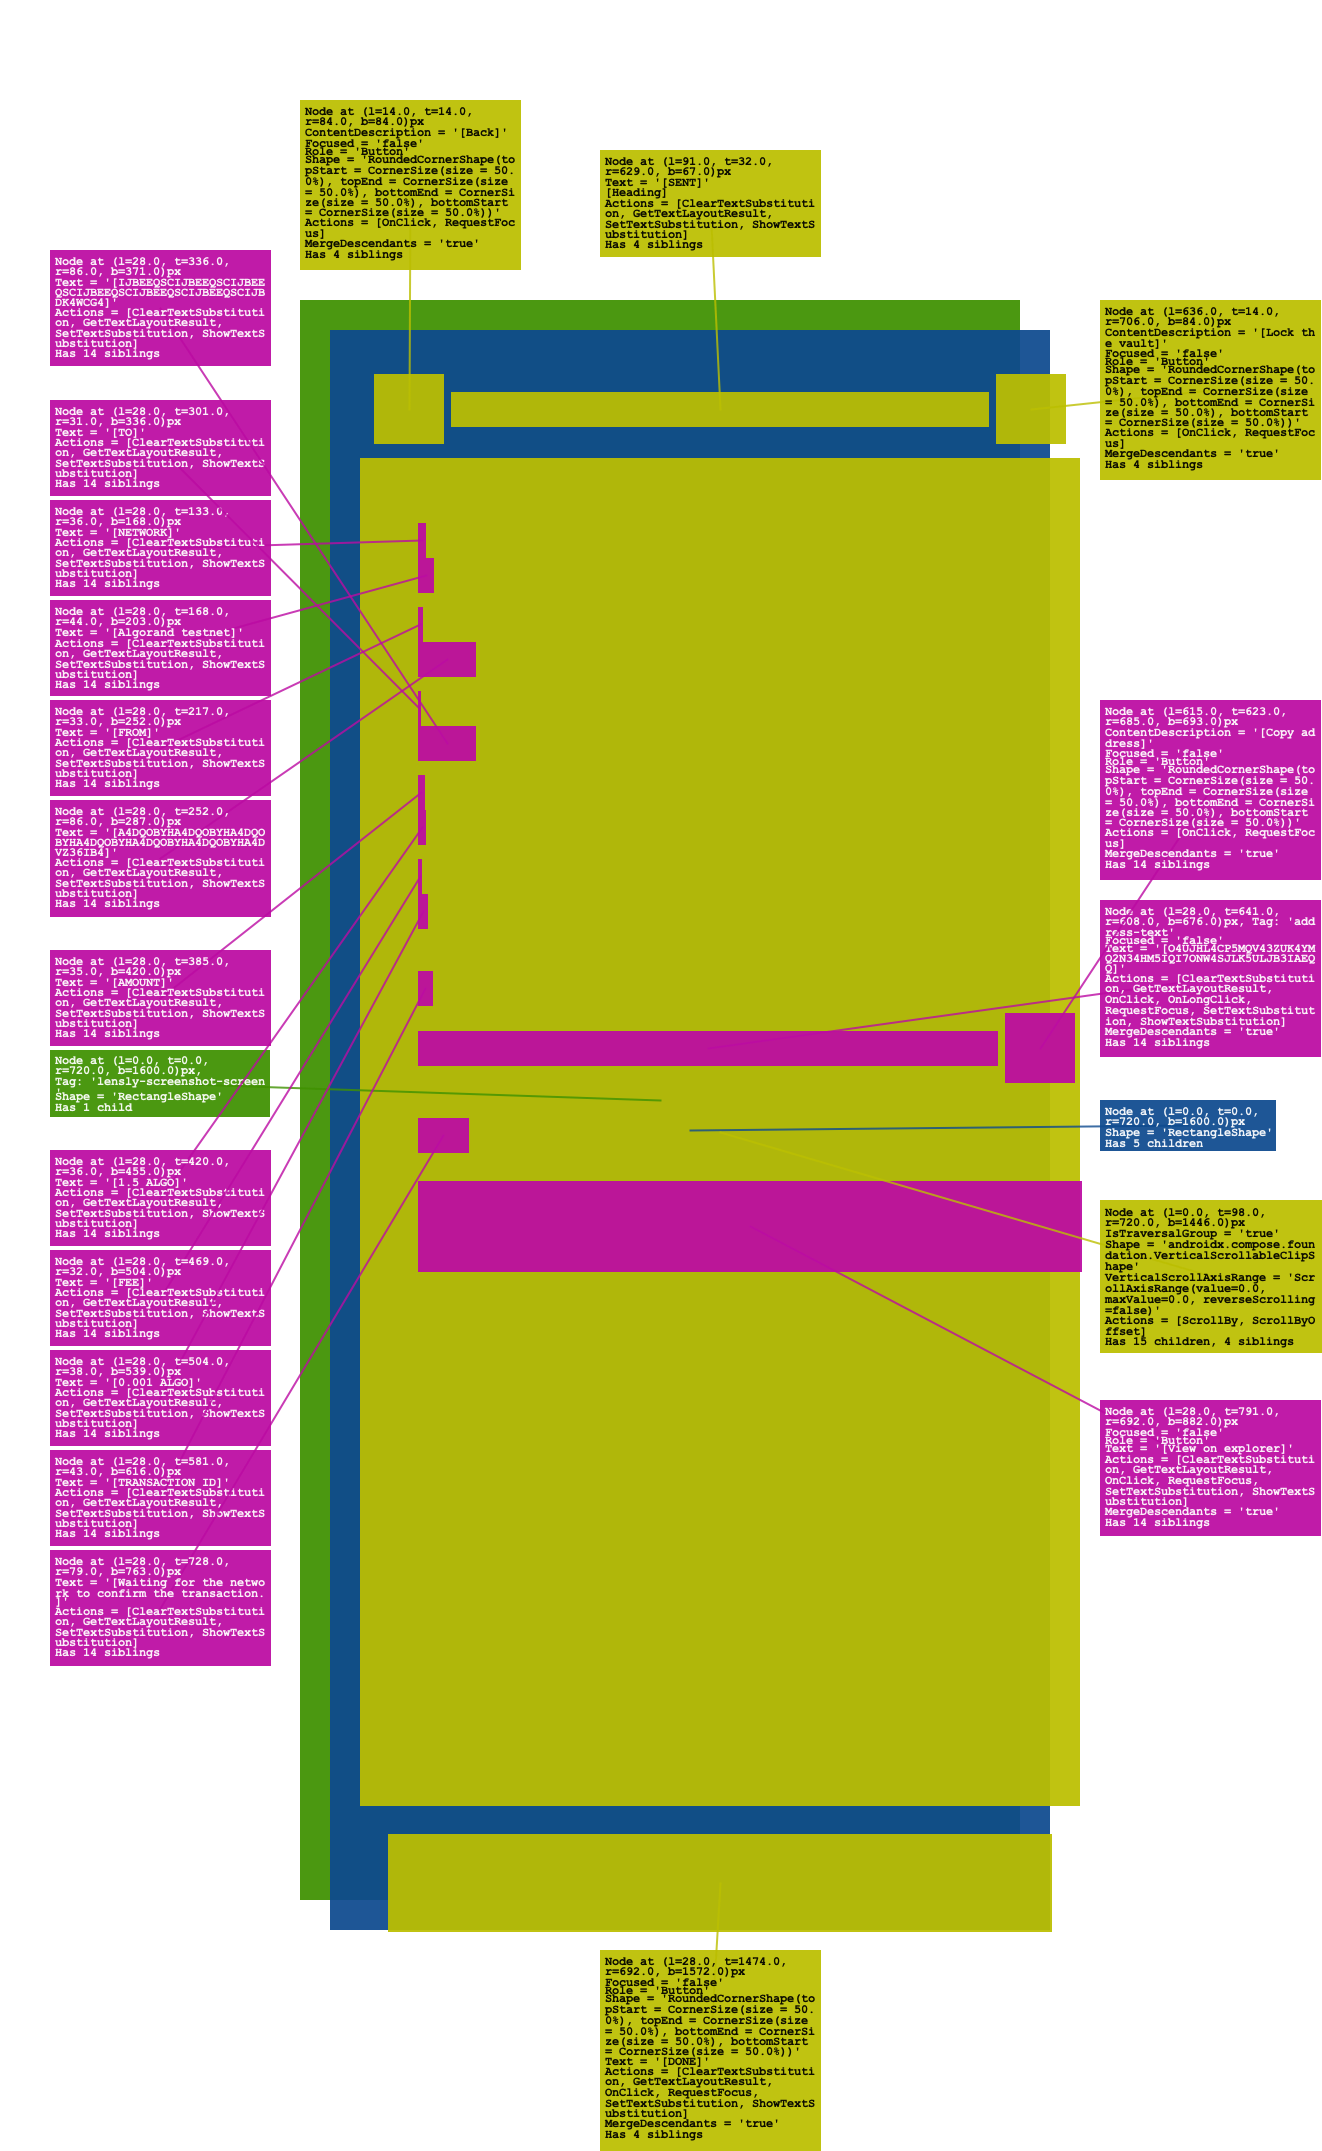 Node at (l=14.0, t=14.0,
r=84.0, b=84.0)px
ContentDescription = '[Back]'
Focused = 'false'
Role = 'Button'
Shape = 'RoundedCornerShape(to
pStart = CornerSize(size = 50.
0%), topEnd = CornerSize(size
= 50.0%), bottomEnd = CornerSi
ze(size = 50.0%), bottomStart
= CornerSize(size = 50.0%))'
Actions = [OnClick, RequestFoc
us]
MergeDescendants = 'true'
Has 4 siblings
Node at (l=91.0, t=32.0,
r=629.0, b=67.0)px
Text = '[SENT]'
[Heading]
Actions = [ClearTextSubstituti
on, GetTextLayoutResult,
SetTextSubstitution, ShowTextS
ubstitution]
Has 4 siblings
Node at (l=28.0, t=336.0,
r=86.0, b=371.0)px
Text = '[IJBEEQSCIJBEEQSCIJBEE
QSCIJBEEQSCIJBEEQSCIJBEEQSCIJB
DK4WCG4]'
Actions = [ClearTextSubstituti
on, GetTextLayoutResult,
SetTextSubstitution, ShowTextS
ubstitution]
Has 14 siblings
Node at (l=636.0, t=14.0,
r=706.0, b=84.0)px
ContentDescription = '[Lock th
e vault]'
Focused = 'false'
Role = 'Button'
Shape = 'RoundedCornerShape(to
pStart = CornerSize(size = 50.
0%), topEnd = CornerSize(size
= 50.0%), bottomEnd = CornerSi
ze(size = 50.0%), bottomStart
= CornerSize(size = 50.0%))'
Actions = [OnClick, RequestFoc
us]
MergeDescendants = 'true'
Has 4 siblings
Node at (l=28.0, t=301.0,
r=31.0, b=336.0)px
Text = '[TO]'
Actions = [ClearTextSubstituti
on, GetTextLayoutResult,
SetTextSubstitution, ShowTextS
ubstitution]
Has 14 siblings
Node at (l=28.0, t=133.0,
r=36.0, b=168.0)px
Text = '[NETWORK]'
Actions = [ClearTextSubstituti
on, GetTextLayoutResult,
SetTextSubstitution, ShowTextS
ubstitution]
Has 14 siblings
Node at (l=28.0, t=168.0,
r=44.0, b=203.0)px
Text = '[Algorand testnet]'
Actions = [ClearTextSubstituti
on, GetTextLayoutResult,
SetTextSubstitution, ShowTextS
ubstitution]
Has 14 siblings
Node at (l=28.0, t=217.0,
r=33.0, b=252.0)px
Text = '[FROM]'
Actions = [ClearTextSubstituti
on, GetTextLayoutResult,
SetTextSubstitution, ShowTextS
ubstitution]
Has 14 siblings
Node at (l=615.0, t=623.0,
r=685.0, b=693.0)px
ContentDescription = '[Copy ad
dress]'
Focused = 'false'
Role = 'Button'
Shape = 'RoundedCornerShape(to
pStart = CornerSize(size = 50.
0%), topEnd = CornerSize(size
= 50.0%), bottomEnd = CornerSi
ze(size = 50.0%), bottomStart
= CornerSize(size = 50.0%))'
Actions = [OnClick, RequestFoc
us]
MergeDescendants = 'true'
Has 14 siblings
Node at (l=28.0, t=252.0,
r=86.0, b=287.0)px
Text = '[A4DQOBYHA4DQOBYHA4DQO
BYHA4DQOBYHA4DQOBYHA4DQOBYHA4D
VZ36IB4]'
Actions = [ClearTextSubstituti
on, GetTextLayoutResult,
SetTextSubstitution, ShowTextS
ubstitution]
Has 14 siblings
Node at (l=28.0, t=641.0,
r=608.0, b=676.0)px, Tag: 'add
ress-text'
Focused = 'false'
Text = '[O4UJHL4CP5MQV43ZUK4YM
Q2N34HM5IQI7ONW4SJLK5ULJB3IAEQ
Q]'
Actions = [ClearTextSubstituti
on, GetTextLayoutResult,
OnClick, OnLongClick,
RequestFocus, SetTextSubstitut
ion, ShowTextSubstitution]
MergeDescendants = 'true'
Has 14 siblings
Node at (l=28.0, t=385.0,
r=35.0, b=420.0)px
Text = '[AMOUNT]'
Actions = [ClearTextSubstituti
on, GetTextLayoutResult,
SetTextSubstitution, ShowTextS
ubstitution]
Has 14 siblings
Node at (l=0.0, t=0.0,
r=720.0, b=1600.0)px,
Tag: 'lensly-screenshot-screen
'
Shape = 'RectangleShape'
Has 1 child
Node at (l=0.0, t=0.0,
r=720.0, b=1600.0)px
Shape = 'RectangleShape'
Has 5 children
Node at (l=28.0, t=420.0,
r=36.0, b=455.0)px
Text = '[1.5 ALGO]'
Actions = [ClearTextSubstituti
on, GetTextLayoutResult,
SetTextSubstitution, ShowTextS
ubstitution]
Has 14 siblings
Node at (l=0.0, t=98.0,
r=720.0, b=1446.0)px
IsTraversalGroup = 'true'
Shape = 'androidx.compose.foun
dation.VerticalScrollableClipS
hape'
VerticalScrollAxisRange = 'Scr
ollAxisRange(value=0.0,
maxValue=0.0, reverseScrolling
=false)'
Actions = [ScrollBy, ScrollByO
ffset]
Has 15 children, 4 siblings
Node at (l=28.0, t=469.0,
r=32.0, b=504.0)px
Text = '[FEE]'
Actions = [ClearTextSubstituti
on, GetTextLayoutResult,
SetTextSubstitution, ShowTextS
ubstitution]
Has 14 siblings
Node at (l=28.0, t=504.0,
r=38.0, b=539.0)px
Text = '[0.001 ALGO]'
Actions = [ClearTextSubstituti
on, GetTextLayoutResult,
SetTextSubstitution, ShowTextS
ubstitution]
Has 14 siblings
Node at (l=28.0, t=791.0,
r=692.0, b=882.0)px
Focused = 'false'
Role = 'Button'
Text = '[View on explorer]'
Actions = [ClearTextSubstituti
on, GetTextLayoutResult,
OnClick, RequestFocus,
SetTextSubstitution, ShowTextS
ubstitution]
MergeDescendants = 'true'
Has 14 siblings
Node at (l=28.0, t=581.0,
r=43.0, b=616.0)px
Text = '[TRANSACTION ID]'
Actions = [ClearTextSubstituti
on, GetTextLayoutResult,
SetTextSubstitution, ShowTextS
ubstitution]
Has 14 siblings
Node at (l=28.0, t=728.0,
r=79.0, b=763.0)px
Text = '[Waiting for the netwo
rk to confirm the transaction.
]'
Actions = [ClearTextSubstituti
on, GetTextLayoutResult,
SetTextSubstitution, ShowTextS
ubstitution]
Has 14 siblings
Node at (l=28.0, t=1474.0,
r=692.0, b=1572.0)px
Focused = 'false'
Role = 'Button'
Shape = 'RoundedCornerShape(to
pStart = CornerSize(size = 50.
0%), topEnd = CornerSize(size
= 50.0%), bottomEnd = CornerSi
ze(size = 50.0%), bottomStart
= CornerSize(size = 50.0%))'
Text = '[DONE]'
Actions = [ClearTextSubstituti
on, GetTextLayoutResult,
OnClick, RequestFocus,
SetTextSubstitution, ShowTextS
ubstitution]
MergeDescendants = 'true'
Has 4 siblings